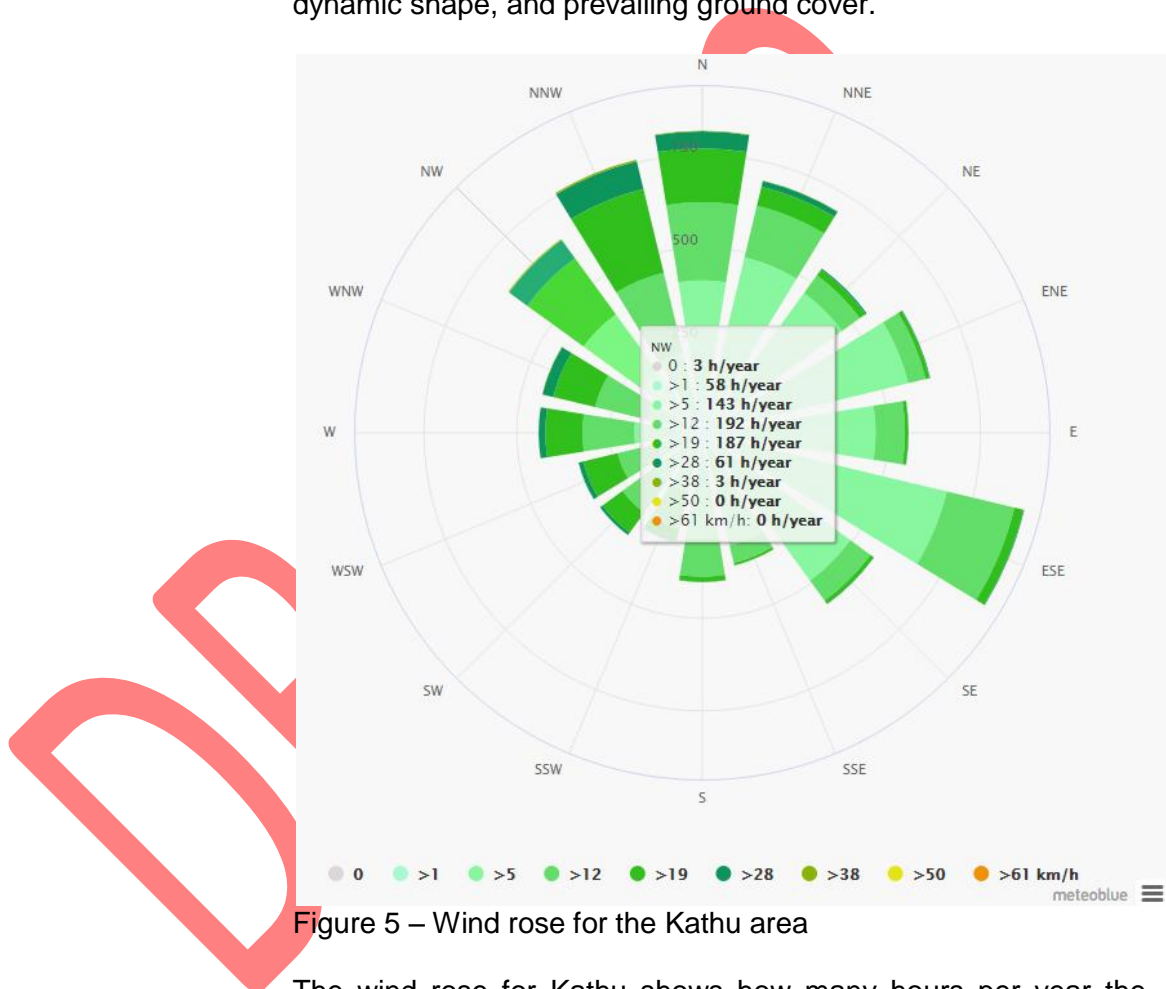 dynamic shape, and prevailing ground cover.
N
NNW
NNE
NW
NE
500
WNW
ENE
NW
0 : 3 h/year
>1 : 58 h/year
>5 : 143 h/year
>12 : 192 h/year
>19 : 187 h/year
>28 : 61 h/year
>38 : 3 h/year
>50 : 0 h/year
>61 km/h: 0 h/year
W
E
WSW
ESE
SW
SE
SSW
SSE
S
0 >1 >5 >12 >19 >28 >38 >50 >61 km/h
meteoblue
Figure 5 – Wind rose for the Kathu area
The wind rose for Kathu shows how many hours per year the